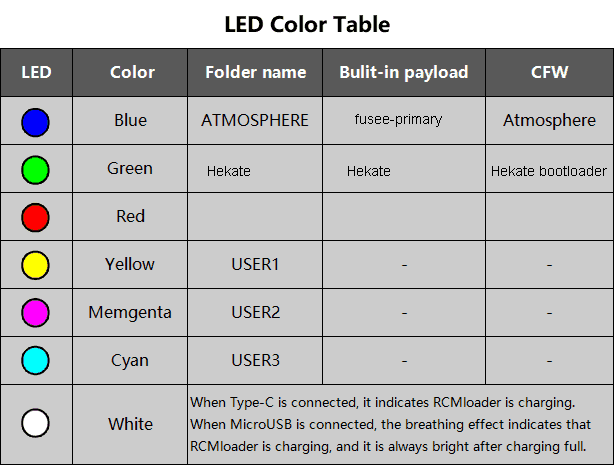 LED Color Table
LED Color Folder name Bulit-in payload CFW
Blue ATMOSPHERE fusee-primary Atmosphere
Green Hekate Hekate Hekate bootloader
Red
Yellow USER1 - -
Memgenta USER2 - -
Cyan USER3 - -
White When Type-C is connected, it indicates RCMloader is charging.
When MicroUSB is connected, the breathing effect indicates that
RCMloader is charging, and it is always bright after charging full.